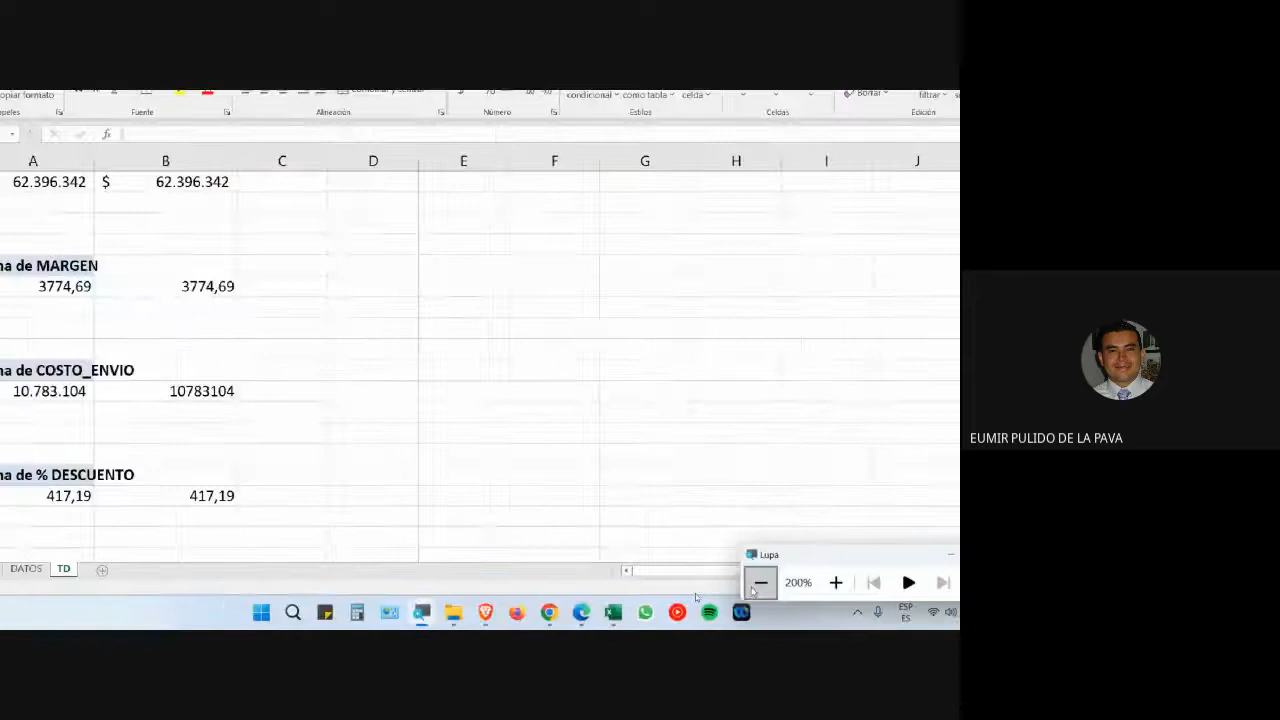 opiar formato
condicional como tabla celda Borrar filtrar
peles Fuente Alineación Número Estilos Celdas Edición
fx
A B C D E F G H I J
62.396.342 $ 62.396.342
na de MARGEN
3774,69 3774,69
na de COSTO_ENVIO
10.783.104 10783104
na de % DESCUENTO
417,19 417,19
EUMIR PULIDO DE LA PAVA
Lupa
DATOS TD
200%
ESP
ES